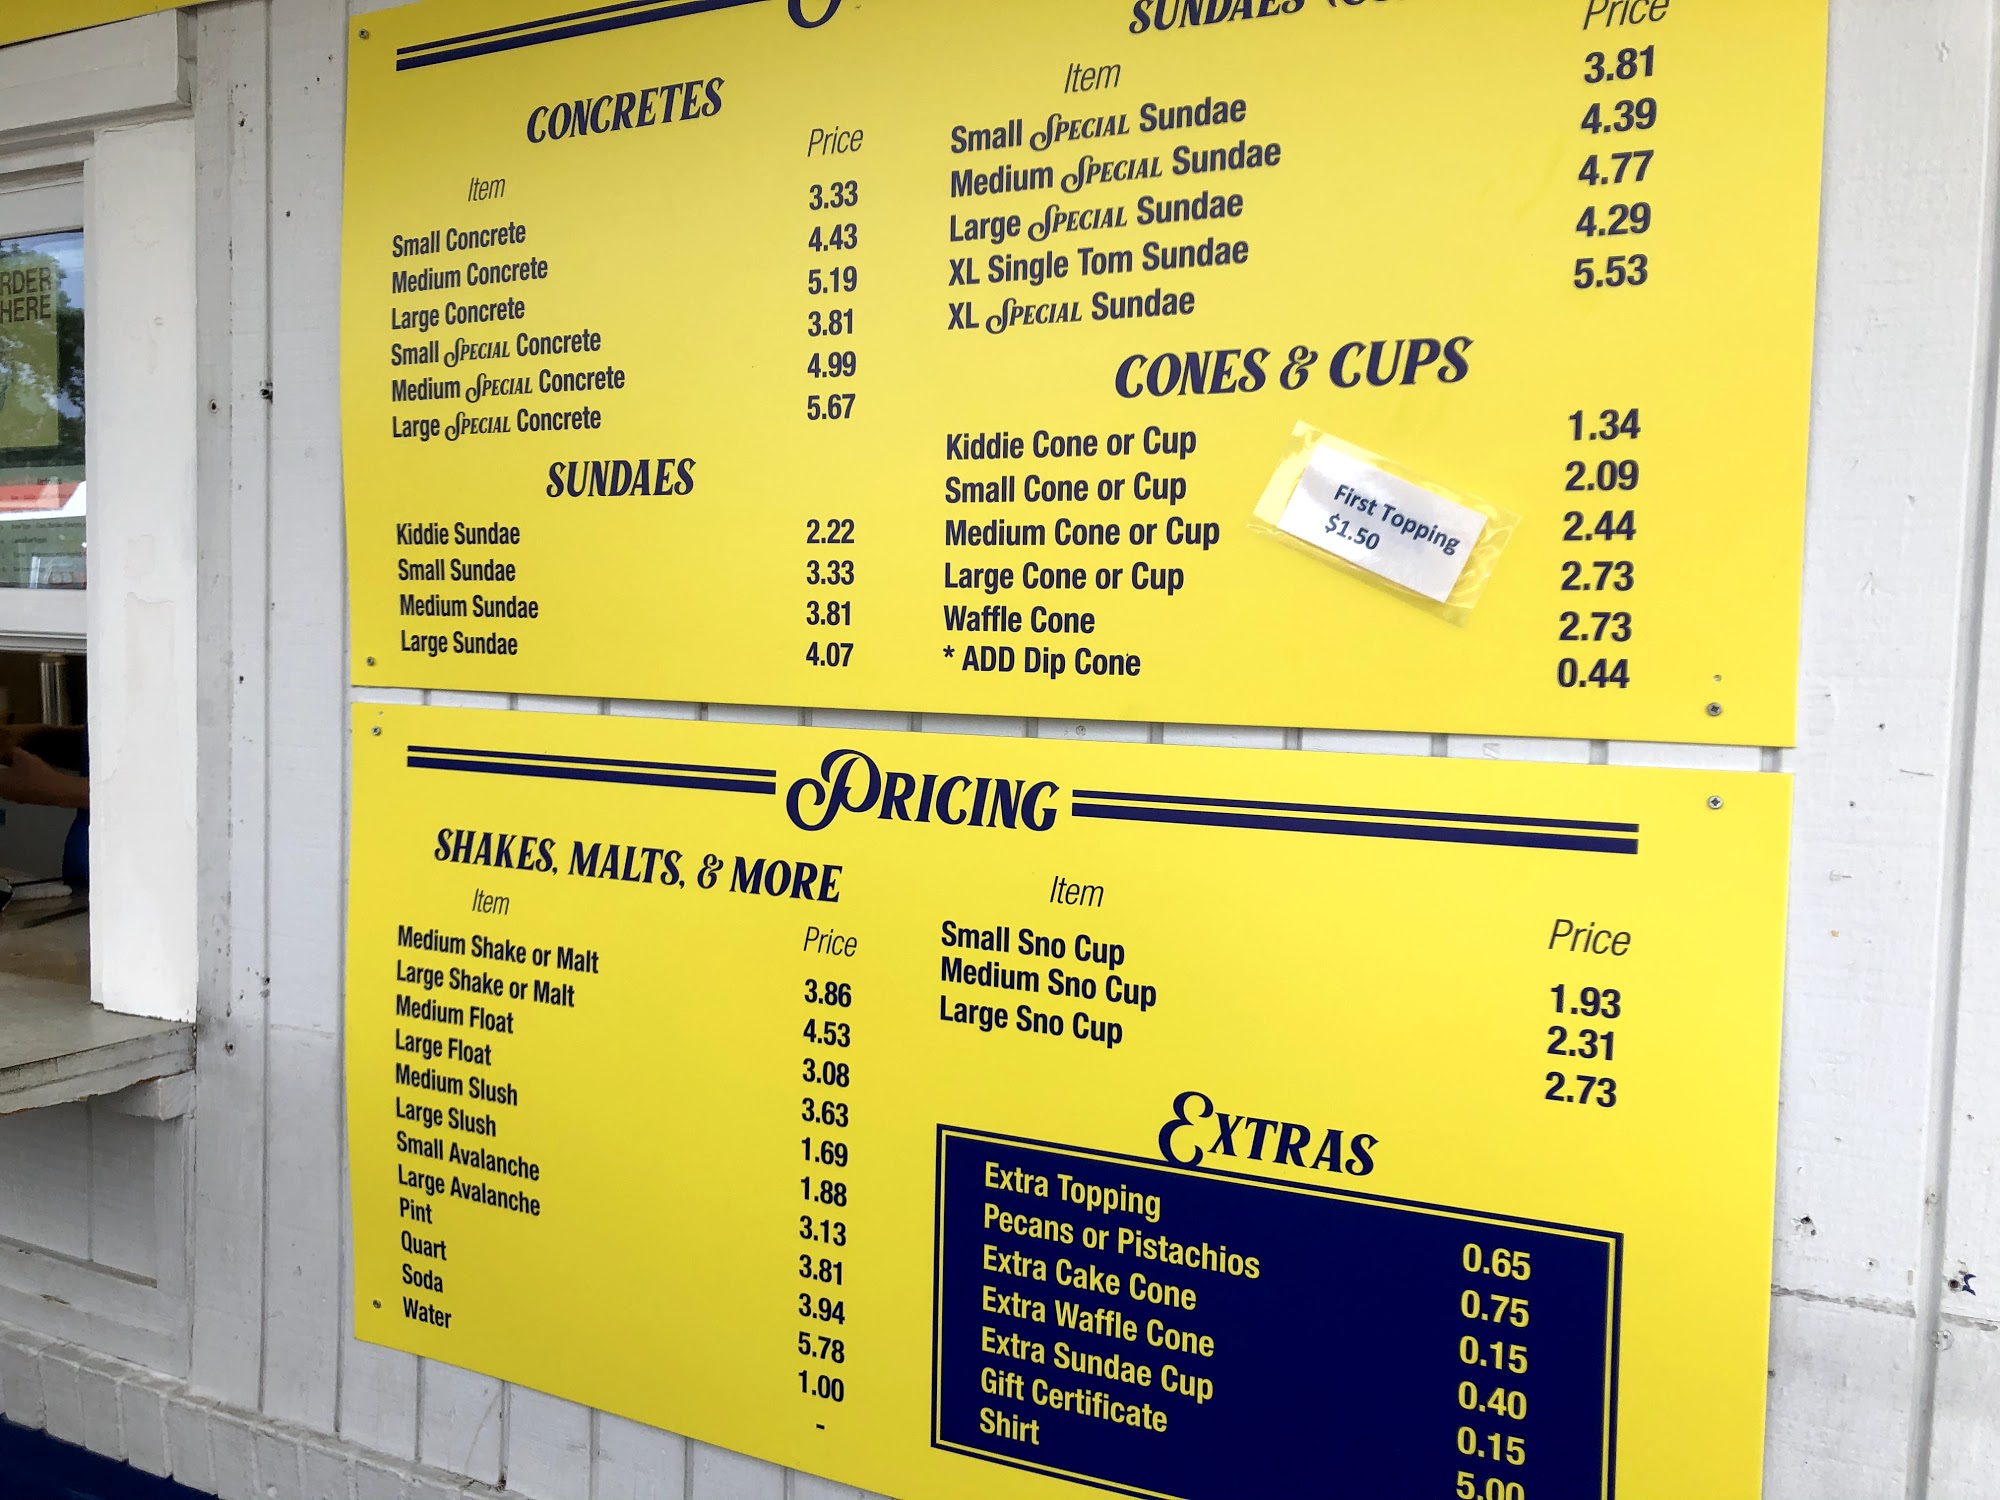 RDER
HERE
CONCRETES
Item Price
Small Concrete 3.33
Medium Concrete 4.43
Large Concrete 5.19
Small SPECIAL Concrete 3.81
Medium SPECIAL Concrete 4.99
Large SPECIAL Concrete 5.67
SUNDAES
Kiddie Sundae 2.22
Small Sundae 3.33
Medium Sundae 3.81
Large Sundae 4.07
SUNDAES
Item Price
Small SPECIAL Sundae 3.81
Medium SPECIAL Sundae 4.39
Large SPECIAL Sundae 4.77
XL Single Tom Sundae 4.29
XL SPECIAL Sundae 5.53
CONES & CUPS
Kiddie Cone or Cup 1.34
Small Cone or Cup 2.09
Medium Cone or Cup 2.44
Large Cone or Cup 2.73
Waffle Cone 2.73
* ADD Dip Cone 0.44
First Topping
$1.50
PRICING
SHAKES, MALTS, & MORE
Item Price
Medium Shake or Malt 3.86
Large Shake or Malt 4.53
Medium Float 3.08
Large Float 3.63
Medium Slush 1.69
Large Slush 1.88
Small Avalanche 3.13
Large Avalanche 3.81
Pint 3.94
Quart 5.78
Soda 1.00
Water -
Item Price
Small Sno Cup 1.93
Medium Sno Cup 2.31
Large Sno Cup 2.73
EXTRAS
Extra Topping 0.65
Pecans or Pistachios 0.75
Extra Cake Cone 0.15
Extra Waffle Cone 0.40
Extra Sundae Cup 0.15
Gift Certificate 5.00
Shirt